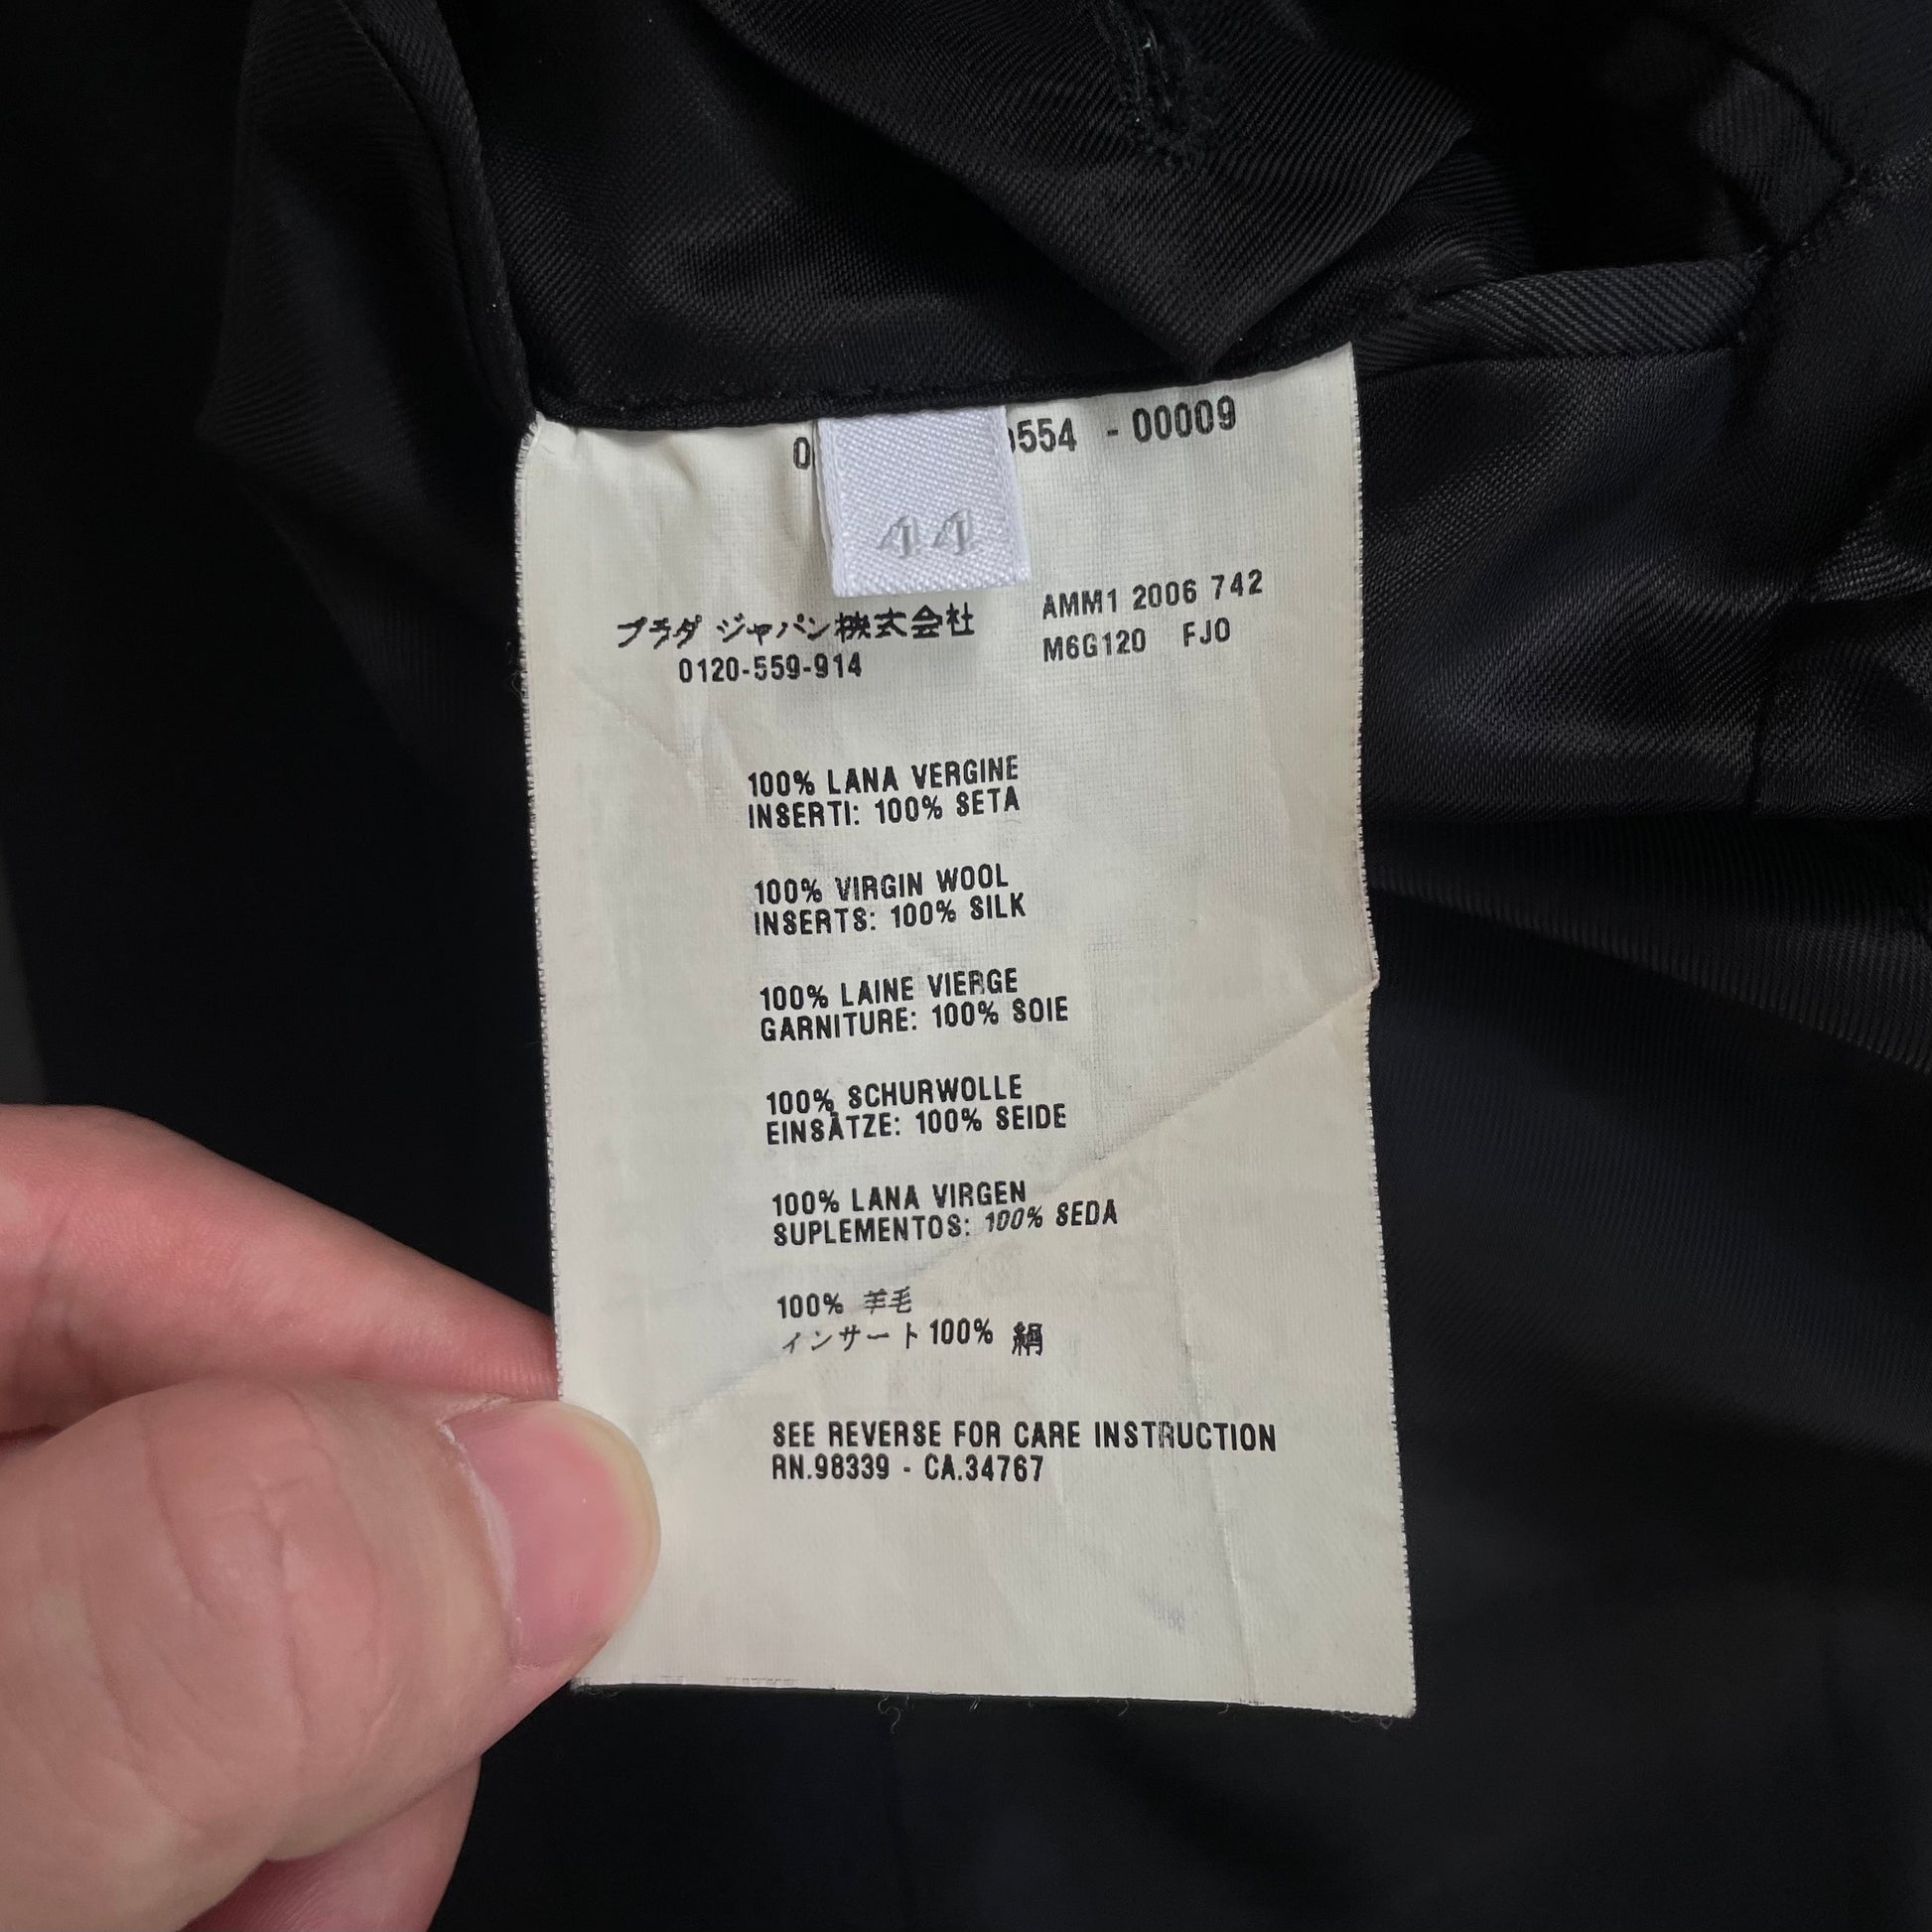 554 - 00009
44
プラダ ジャパン株式会社
0120-559-914
AMM1 2006 742
M6G120 FJO
100% LANA VERGINE
INSERTI: 100% SETA
100% VIRGIN WOOL
INSERTS: 100% SILK
100% LAINE VIERGE
GARNITURE: 100% SOIE
100% SCHURWOLLE
EINSÄTZE: 100% SEIDE
100% LANA VIRGEN
SUPLEMENTOS: 100% SEDA
100% 羊毛
インサート100% 絹
SEE REVERSE FOR CARE INSTRUCTION
RN.98339 - CA.34767